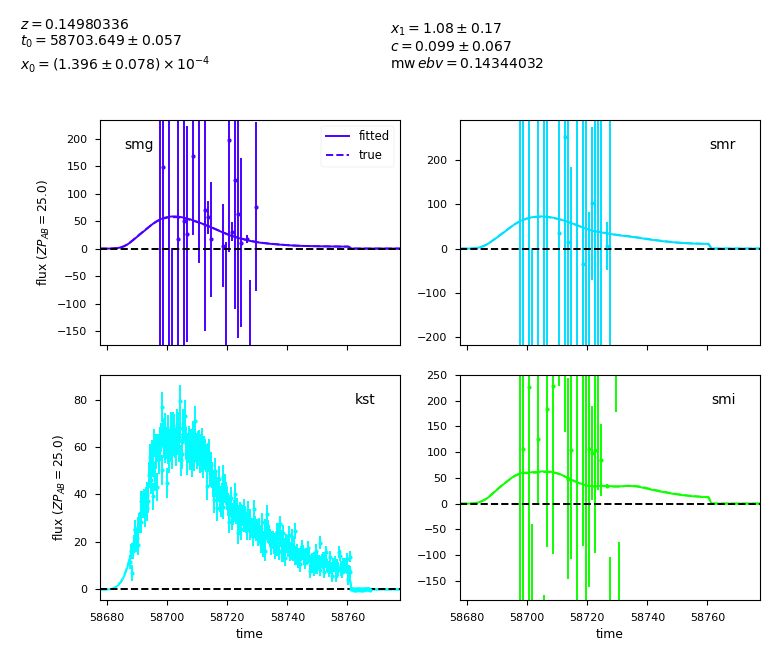 z = 0.14980336
t0 = 58703.649 ± 0.057
x0 = (1.396 ± 0.078) × 10^−4
x1 = 1.08 ± 0.17
c = 0.099 ± 0.067
mw ebv = 0.14344032
smg
fitted
true
200
150
100
50
0
−50
−100
−150
flux (ZP_AB = 25.0)
smr
200
100
0
−100
−200
kst
80
60
40
20
0
flux (ZP_AB = 25.0)
58680 58700 58720 58740 58760
time
smi
250
200
150
100
50
0
−50
−100
−150
58680 58700 58720 58740 58760
time